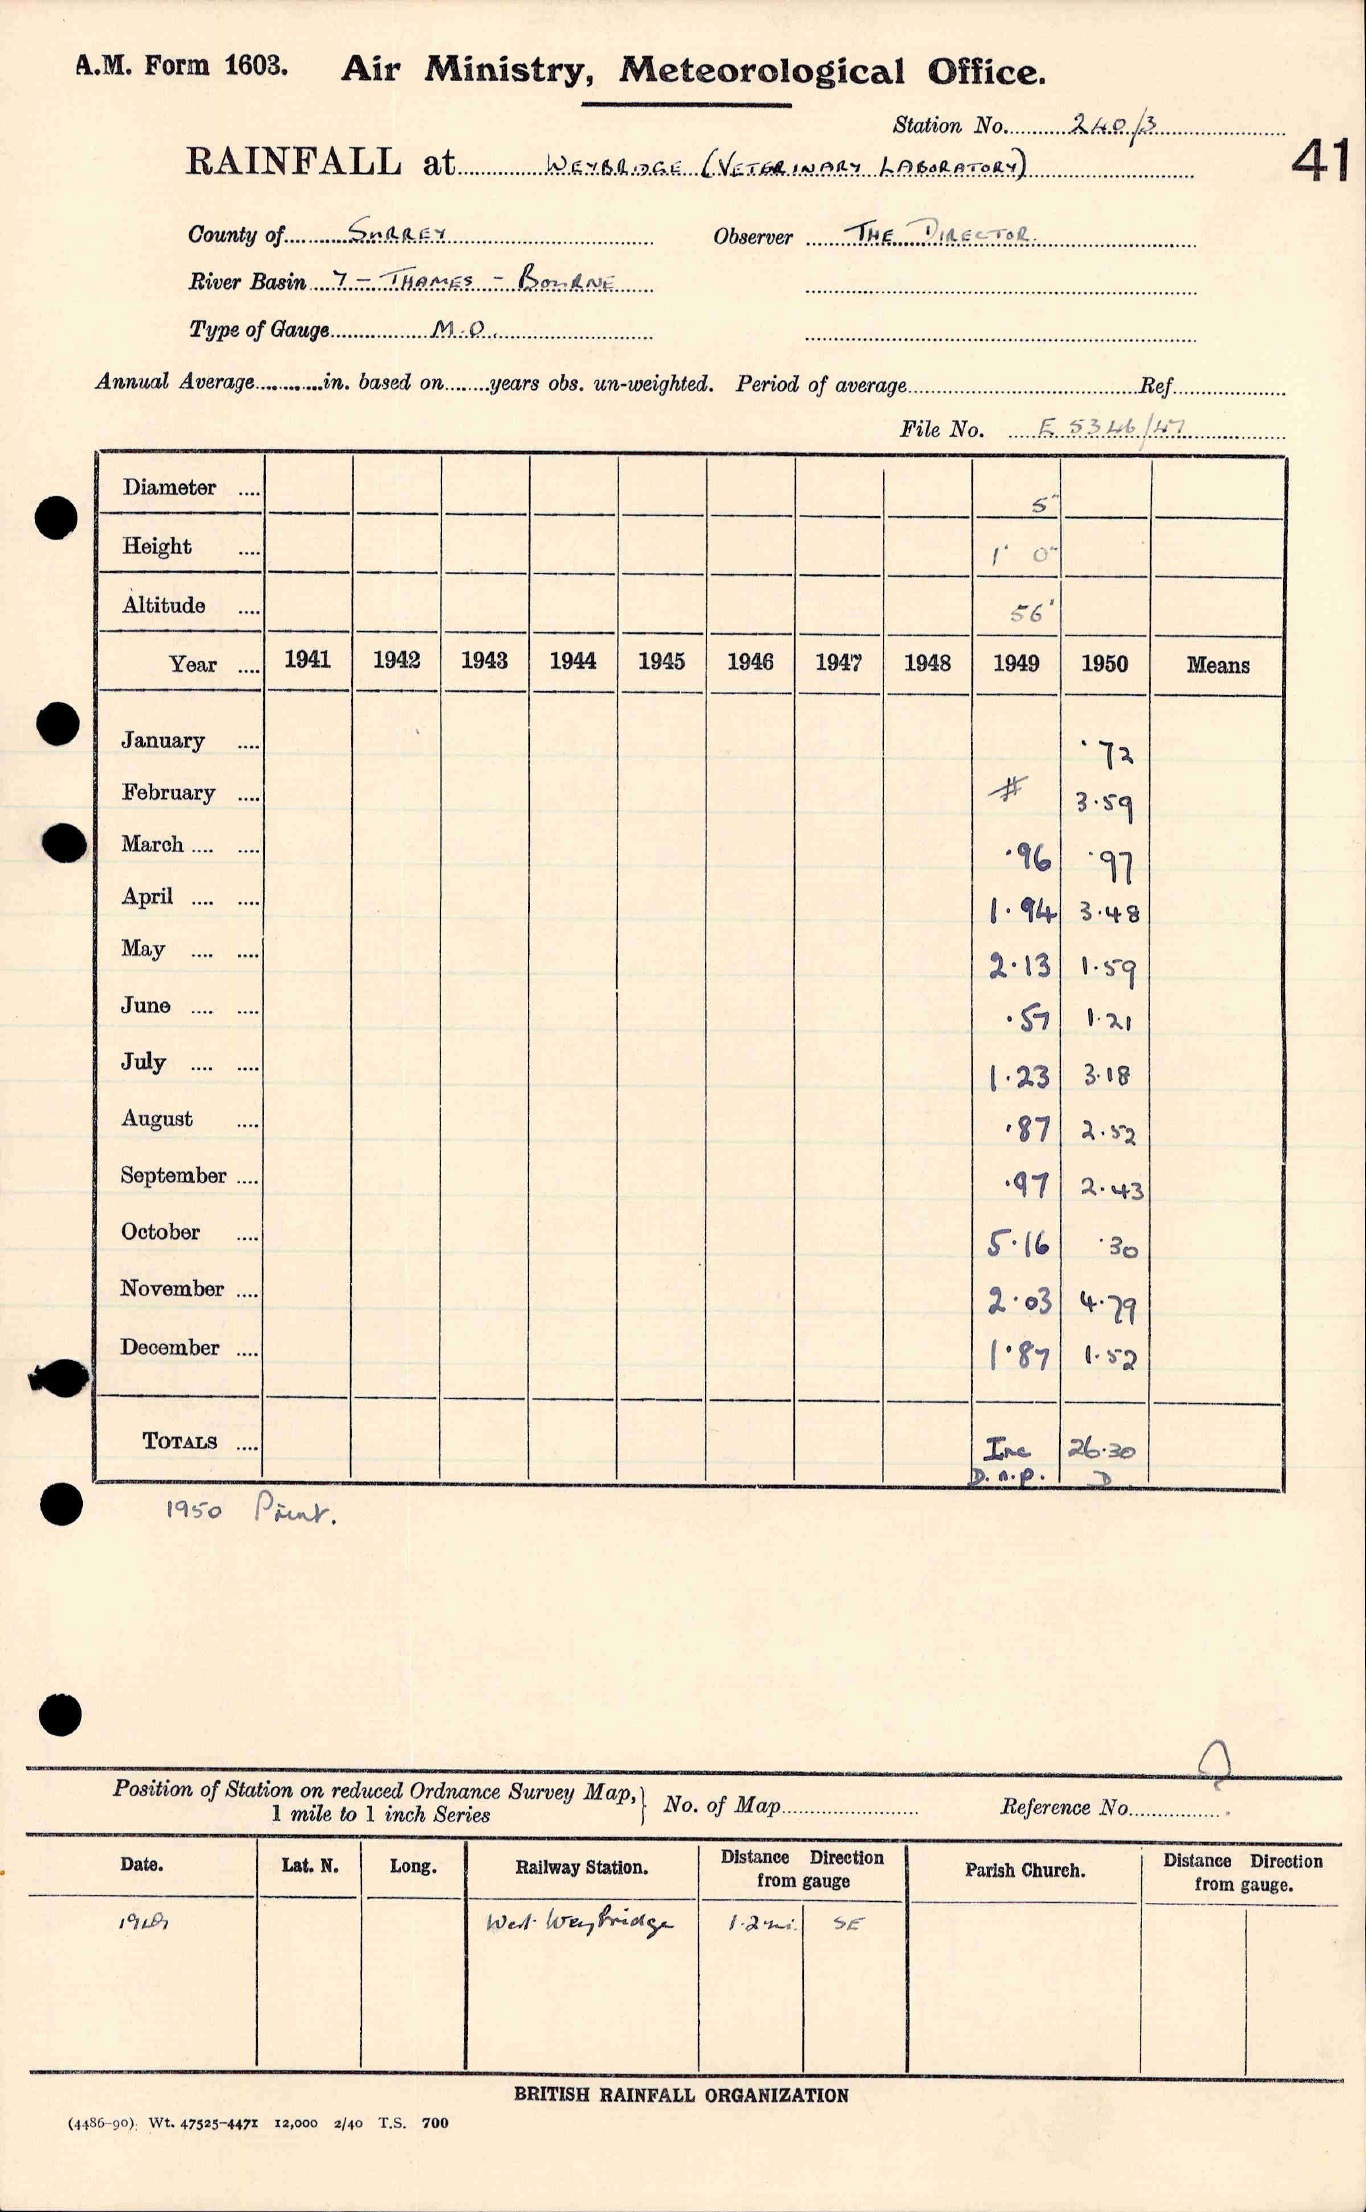 A.M. Form 1603. Air Ministry, Meteorological Office.
Station No. 240/3
41
RAINFALL at WEYBRIDGE (VETERINARY LABORATORY)
County of SURREY Observer THE DIRECTOR.
River Basin 7 - THAMES - BOURNE
Type of Gauge M.O.
Annual Average in. based on years obs. un-weighted. Period of average Ref.
File No. E 5346/47
Diameter 5"
Height 1' 0"
Altitude 56'
Year 1941 1942 1943 1944 1945 1946 1947 1948 1949 1950 Means
January ·72
February # 3·59
March ·96 ·97
April 1·94 3·48
May 2·13 1·59
June ·57 1·21
July 1·23 3·18
August ·87 2·52
September ·97 2·43
October 5·16 ·30
November 2·03 4·79
December 1·87 1·52
TOTALS Inc 26·30
D.n.p. D
1950 Print.
Position of Station on reduced Ordnance Survey Map, 1 mile to 1 inch Series } No. of Map Reference No.
Date. Lat. N. Long. Railway Station. Distance Direction from gauge Parish Church. Distance Direction from gauge.
West Weybridge 1·2 mi. SE
BRITISH RAINFALL ORGANIZATION
(4486-90) Wt. 47525-4471 12,000 2/40 T.S. 700